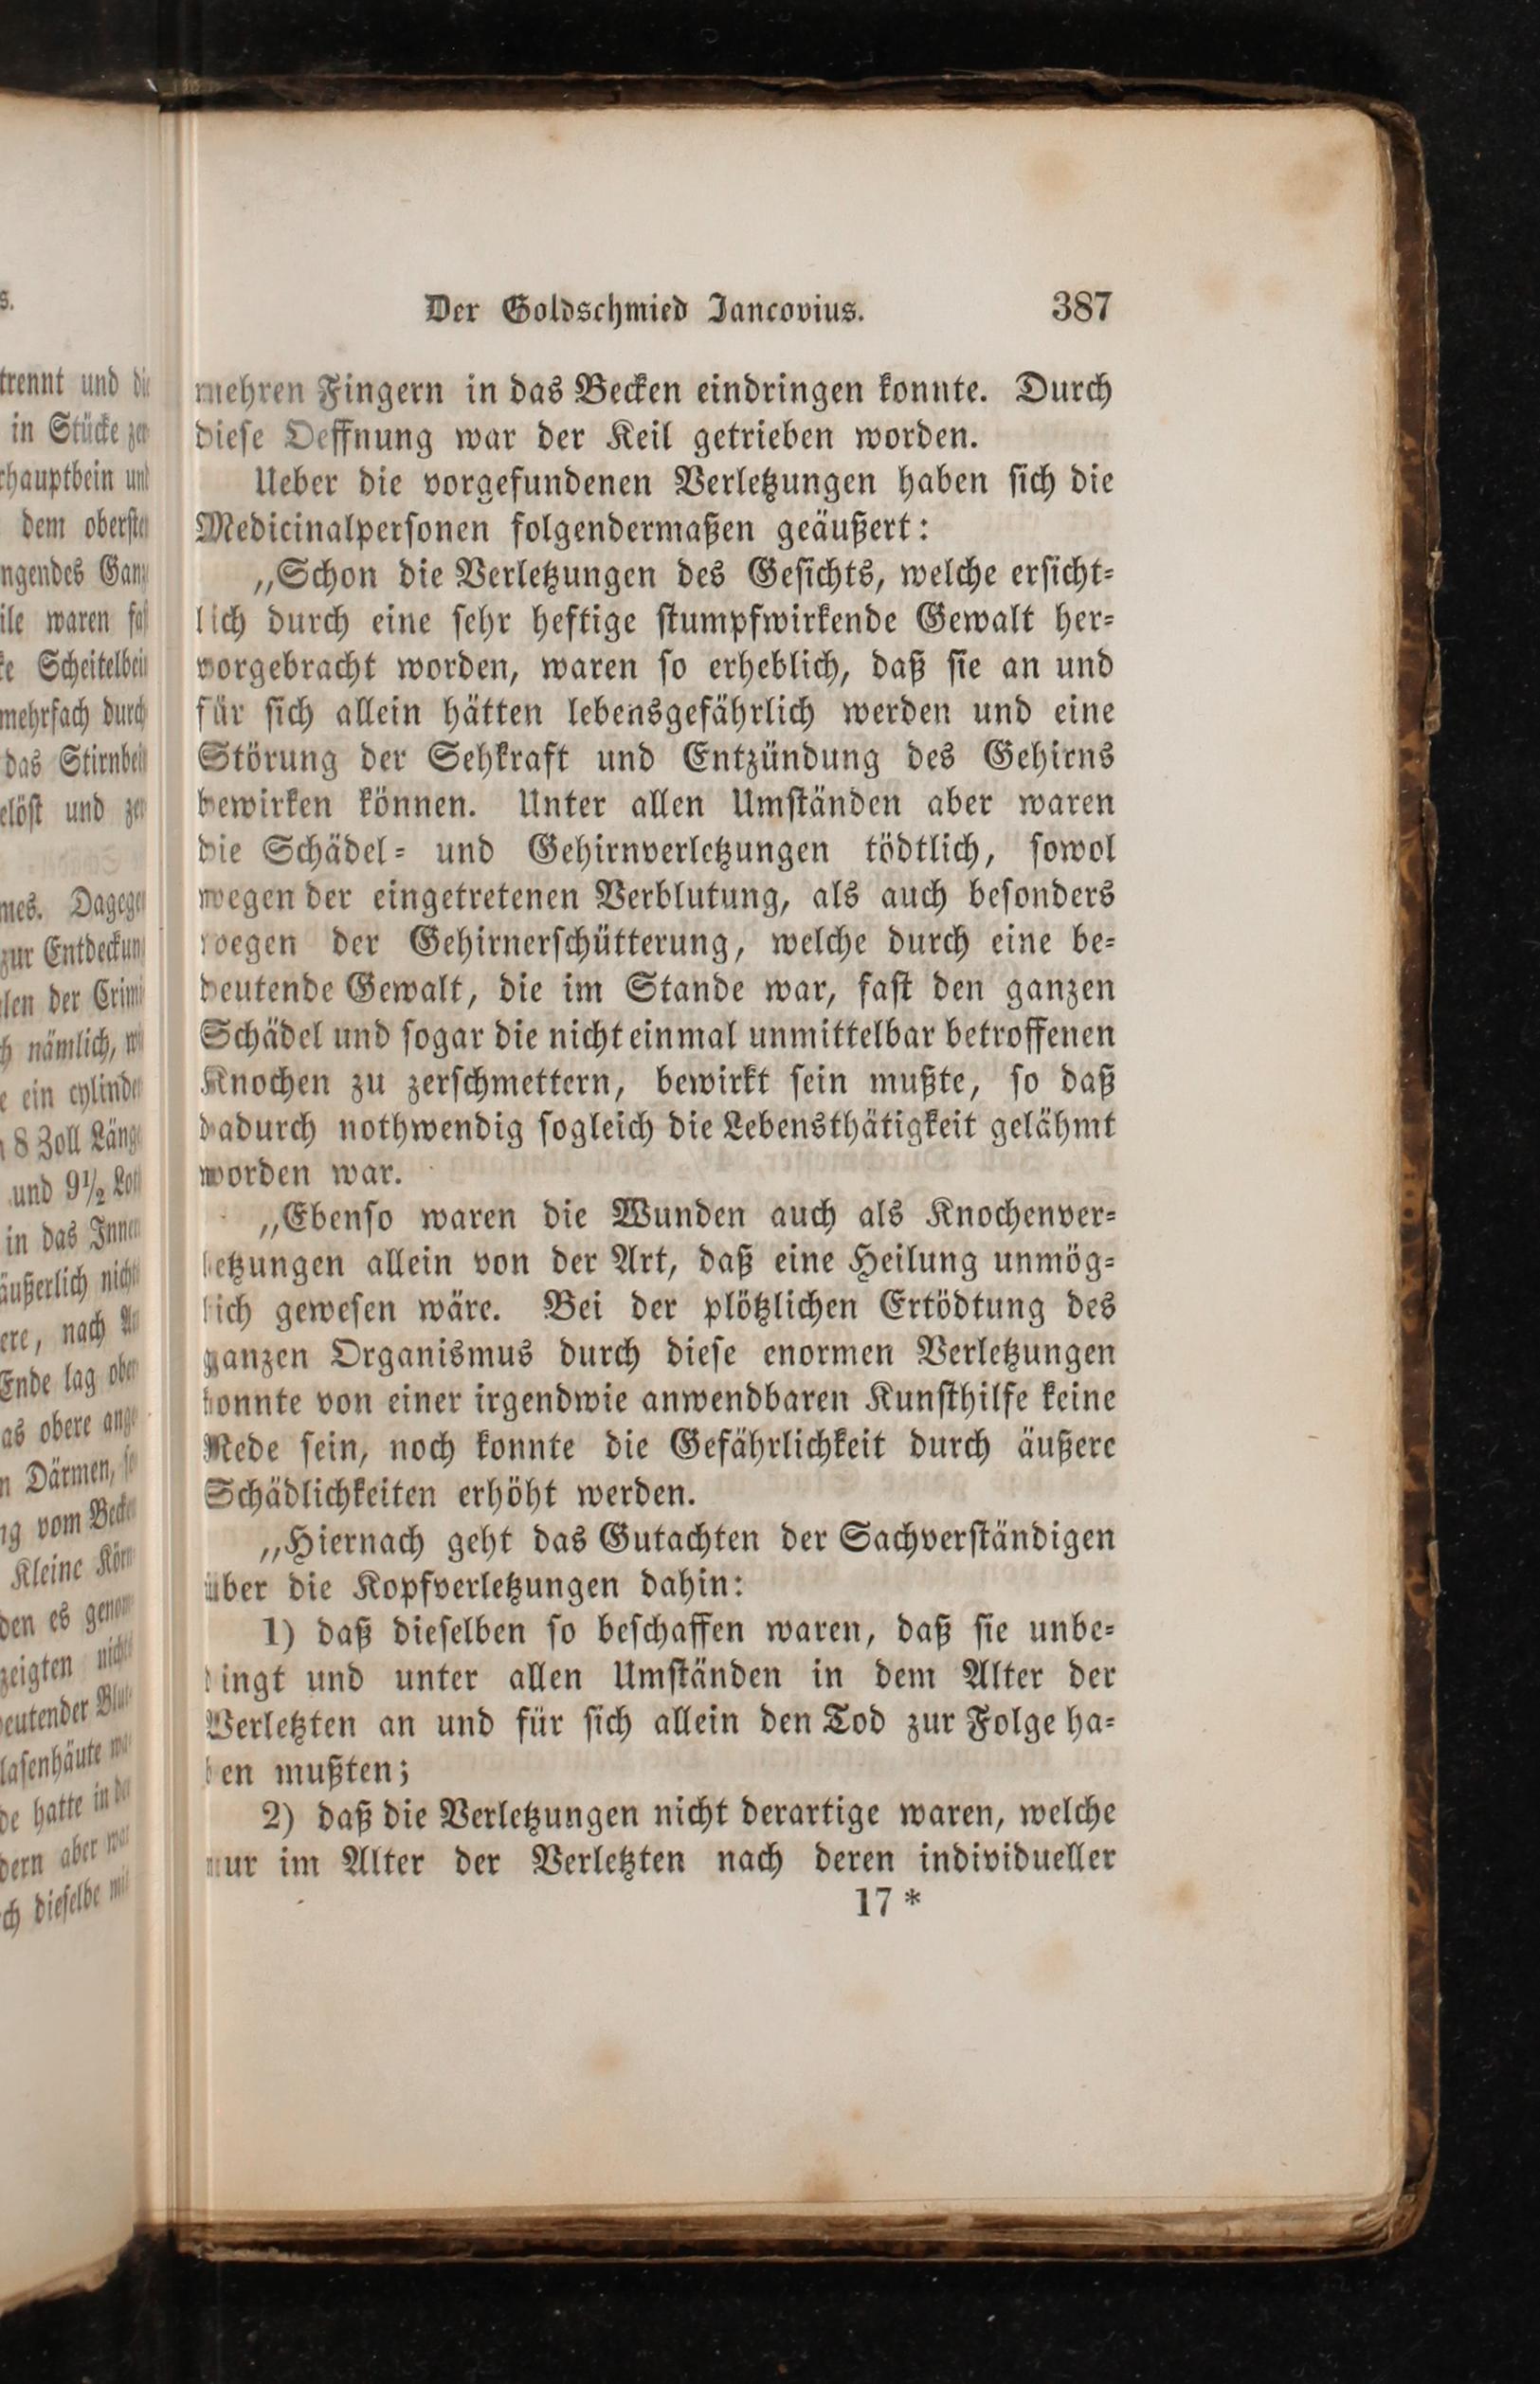 Der Goldschmied Jancovius. 387
mehren Fingern in das Becken eindringen konnte. Durch
diese Oeffnung war der Keil getrieben worden.
Ueber die vorgefundenen Verletzungen haben sich die
Medicinalpersonen folgendermaßen geäußert:
„Schon die Verletzungen des Gesichts, welche ersicht-
lich durch eine sehr heftige stumpfwirkende Gewalt her-
vorgebracht worden, waren so erheblich, daß sie an und
für sich allein hätten lebensgefährlich werden und eine
Störung der Sehkraft und Entzündung des Gehirns
bewirken können. Unter allen Umständen aber waren
die Schädel- und Gehirnverletzungen tödtlich, sowol
wegen der eingetretenen Verblutung, als auch besonders
wegen der Gehirnerschütterung, welche durch eine be-
deutende Gewalt, die im Stande war, fast den ganzen
Schädel und sogar die nicht einmal unmittelbar betroffenen
Knochen zu zerschmettern, bewirkt sein mußte, so daß
dadurch nothwendig sogleich die Lebensthätigkeit gelähmt
worden war.
„Ebenso waren die Wunden auch als Knochenver-
letzungen allein von der Art, daß eine Heilung unmög-
lich gewesen wäre. Bei der plötzlichen Ertödtung des
ganzen Organismus durch diese enormen Verletzungen
konnte von einer irgendwie anwendbaren Kunsthilfe keine
Rede sein, noch konnte die Gefährlichkeit durch äußere
Schädlichkeiten erhöht werden.
„Hiernach geht das Gutachten der Sachverständigen
über die Kopfverletzungen dahin:
1) daß dieselben so beschaffen waren, daß sie unbe-
dingt und unter allen Umständen in dem Alter der
Verletzten an und für sich allein den Tod zur Folge ha-
ben mußten;
2) daß die Verletzungen nicht derartige waren, welche
nur im Alter der Verletzten nach deren individueller
17*